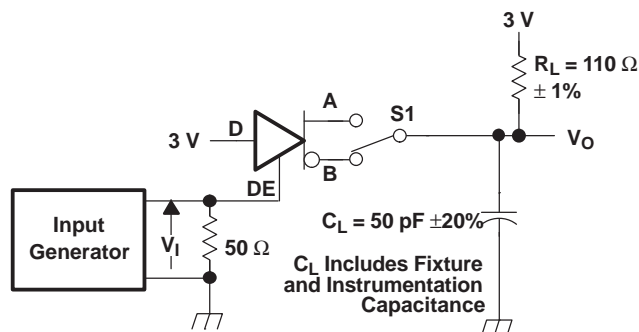 3 V
R_L = 110 Ω
± 1%
A
S1
3 V
D
V_O
B
DE
Input
Generator
V_I
50 Ω
C_L = 50 pF ±20%
C_L Includes Fixture
and Instrumentation
Capacitance